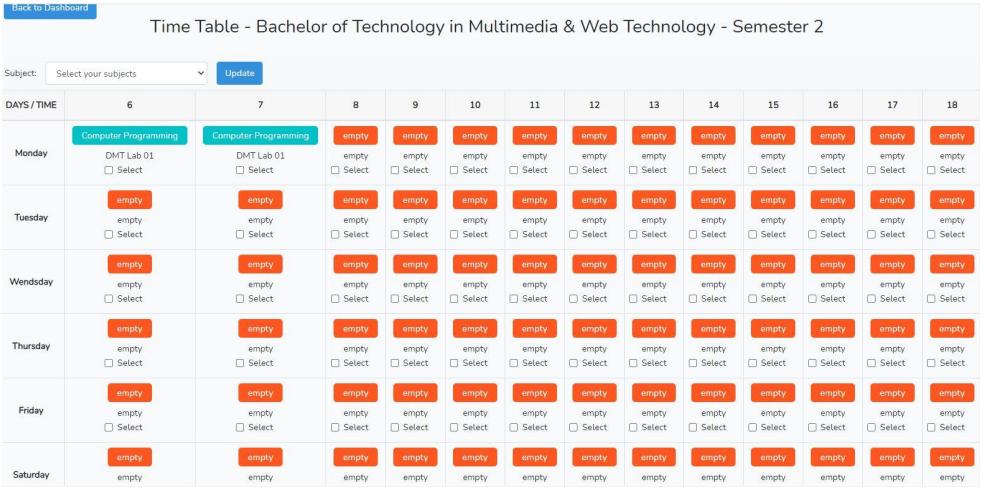 Back to Dashboard
Time Table - Bachelor of Technology in Multimedia & Web Technology - Semester 2
Subject: Select your subjects Update
DAYS / TIME 6 7 8 9 10 11 12 13 14 15 16 17 18
Computer Programming Computer Programming empty empty empty empty empty empty empty empty empty empty empty
Monday DMT Lab 01 DMT Lab 01 empty empty empty empty empty empty empty empty empty empty empty
Select Select Select Select Select Select Select Select Select Select Select Select Select
empty empty empty empty empty empty empty empty empty empty empty empty empty
Tuesday empty empty empty empty empty empty empty empty empty empty empty empty empty
Select Select Select Select Select Select Select Select Select Select Select Select Select
empty empty empty empty empty empty empty empty empty empty empty empty empty
Wendsday empty empty empty empty empty empty empty empty empty empty empty empty empty
Select Select Select Select Select Select Select Select Select Select Select Select Select
empty empty empty empty empty empty empty empty empty empty empty empty empty
Thursday empty empty empty empty empty empty empty empty empty empty empty empty empty
Select Select Select Select Select Select Select Select Select Select Select Select Select
empty empty empty empty empty empty empty empty empty empty empty empty empty
Friday empty empty empty empty empty empty empty empty empty empty empty empty empty
Select Select Select Select Select Select Select Select Select Select Select Select Select
empty empty empty empty empty empty empty empty empty empty empty empty empty
Saturday empty empty empty empty empty empty empty empty empty empty empty empty empty